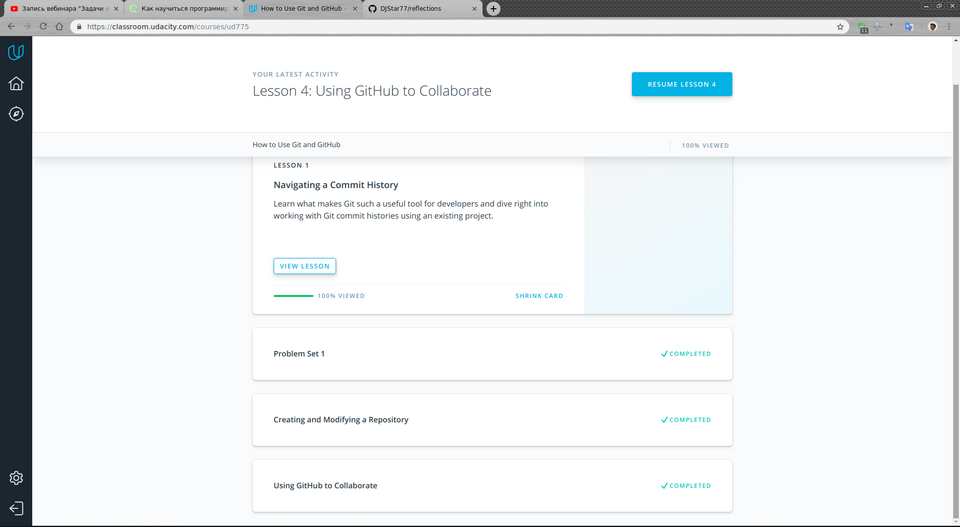 Запись вебинара "Задачи и
Как научиться программир
How to Use Git and GitHub -
DJStar77/reflections
https://classroom.udacity.com/courses/ud775
11
YOUR LATEST ACTIVITY
Lesson 4: Using GitHub to Collaborate
RESUME LESSON 4
How to Use Git and GitHub
100% VIEWED
LESSON 1
Navigating a Commit History
Learn what makes Git such a useful tool for developers and dive right into
working with Git commit histories using an existing project.
VIEW LESSON
100% VIEWED
SHRINK CARD
Problem Set 1
COMPLETED
Creating and Modifying a Repository
COMPLETED
Using GitHub to Collaborate
COMPLETED